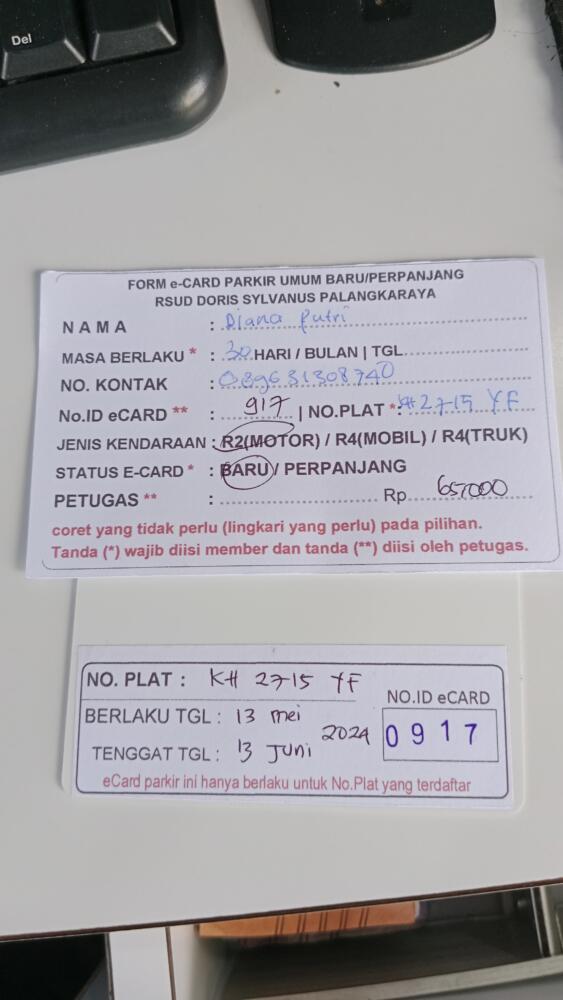 Del
FORM e-CARD PARKIR UMUM BARU/PERPANJANG
RSUD DORIS SYLVANUS PALANGKARAYA
NAMA : Diana Putri
MASA BERLAKU * : 30 HARI / BULAN | TGL
NO. KONTAK : 089631308740
No.ID eCARD ** : 917 | NO.PLAT *: KH 2715 YF
JENIS KENDARAAN : R2(MOTOR) / R4(MOBIL) / R4(TRUK)
STATUS E-CARD * : BARU / PERPANJANG
PETUGAS ** : Rp. 657000
coret yang tidak perlu (lingkari yang perlu) pada pilihan.
Tanda (*) wajib diisi member dan tanda (**) diisi oleh petugas.
NO. PLAT : KH 2715 YF
NO.ID eCARD
BERLAKU TGL : 13 mei
2024 0917
TENGGAT TGL : 13 Juni
eCard parkir ini hanya berlaku untuk No.Plat yang terdaftar